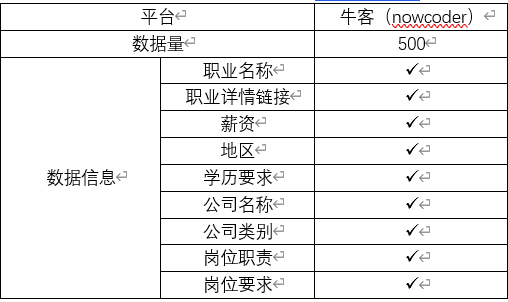 平台 牛客（nowcoder）
数据量 500
职业名称 ✓
职业详情链接 ✓
薪资 ✓
地区 ✓
数据信息 学历要求 ✓
公司名称 ✓
公司类别 ✓
岗位职责 ✓
岗位要求 ✓